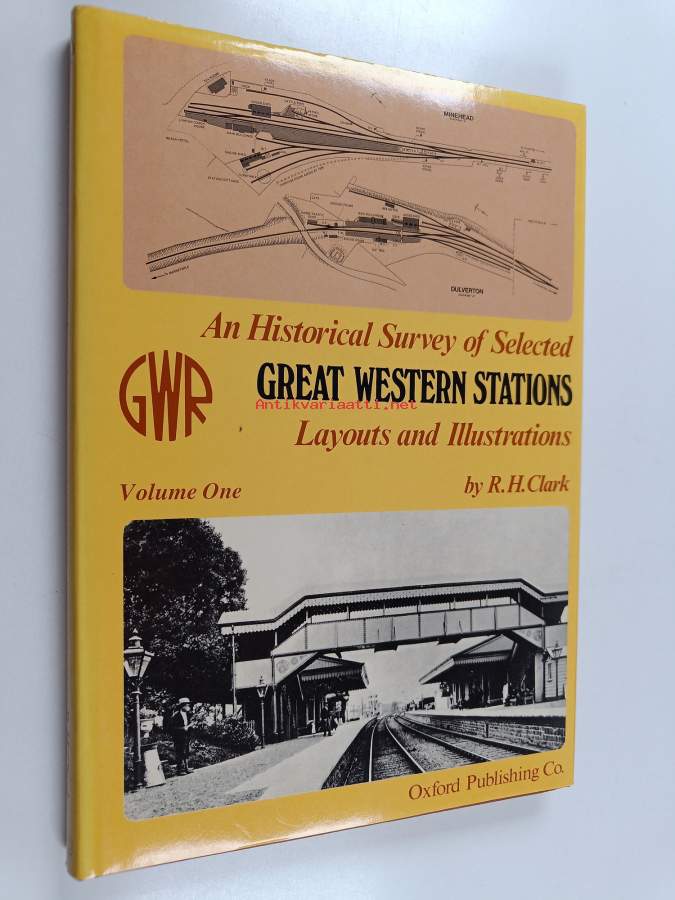 MINEHEAD
DULVERTON
An Historical Survey of Selected
GWR
GREAT WESTERN STATIONS
Antikvariaatti.net
Layouts and Illustrations
Volume One
by R.H.Clark
Oxford Publishing Co.